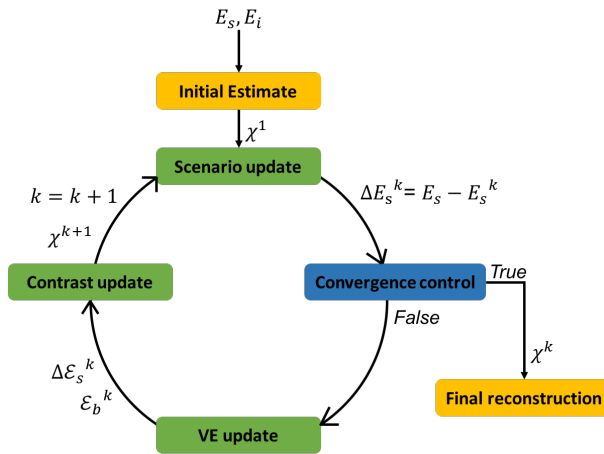 E_s, E_i
Initial Estimate
χ^1
Scenario update
k = k + 1
ΔE_s^k = E_s − E_s^k
χ^{k+1}
Contrast update
Convergence control
True
False
χ^k
Δℰ_s^k
ℰ_b^k
Final reconstruction
VE update